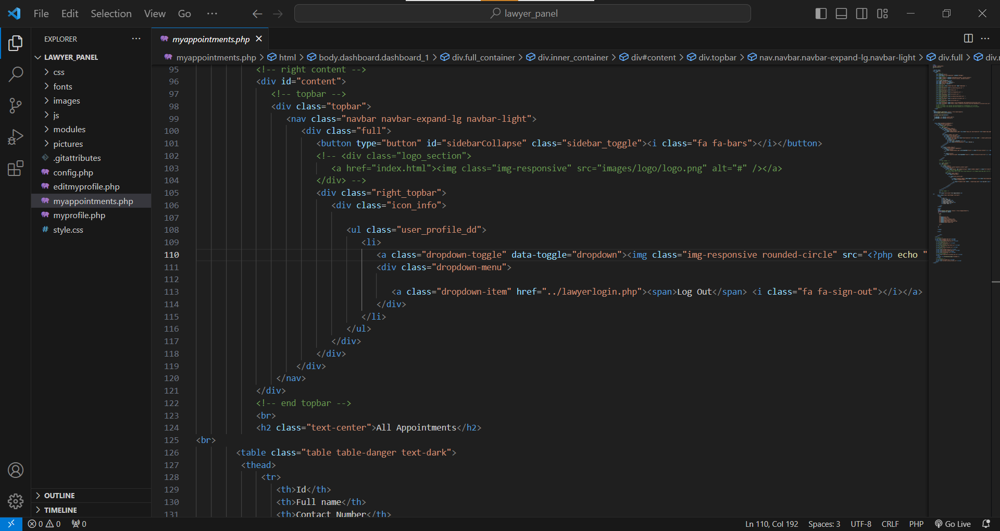 File Edit Selection View Go ··· lawyer_panel
EXPLORER ···
LAWYER_PANEL
css
fonts
images
js
modules
pictures
.gitattributes
config.php
editmyprofile.php
myappointments.php
myprofile.php
# style.css
OUTLINE
TIMELINE
myappointments.php
myappointments.php > html > body.dashboard.dashboard_1 > div.full_container > div.inner_container > div#content > div.topbar > nav.navbar.navbar-expand-lg.navbar-light > div.full > div.r
95 <!-- right content -->
96 <div id="content">
97 <!-- topbar -->
98 <div class="topbar">
99 <nav class="navbar navbar-expand-lg navbar-light">
100 <div class="full">
101 <button type="button" id="sidebarCollapse" class="sidebar_toggle"><i class="fa fa-bars"></i></button>
102 <!-- <div class="logo_section">
103 <a href="index.html"><img class="img-responsive" src="images/logo/logo.png" alt="#" /></a>
104 </div> -->
105 <div class="right_topbar">
106 <div class="icon_info">
107
108 <ul class="user_profile_dd">
109 <li>
110 <a class="dropdown-toggle" data-toggle="dropdown"><img class="img-responsive rounded-circle" src="<?php echo "
111 <div class="dropdown-menu">
112
113 <a class="dropdown-item" href="../lawyerlogin.php"><span>Log Out</span> <i class="fa fa-sign-out"></i></a>
114 </div>
115 </li>
116 </ul>
117 </div>
118 </div>
119 </div>
120 </nav>
121 </div>
122 <!-- end topbar -->
123 <br>
124 <h2 class="text-center">All Appointments</h2>
125 <br>
126 <table class="table table-danger text-dark">
127 <thead>
128 <tr>
129 <th>Id</th>
130 <th>Full name</th>
131 <th>Contact Number</th>
0 0 0 Ln 110, Col 192 Spaces: 3 UTF-8 CRLF PHP Go Live